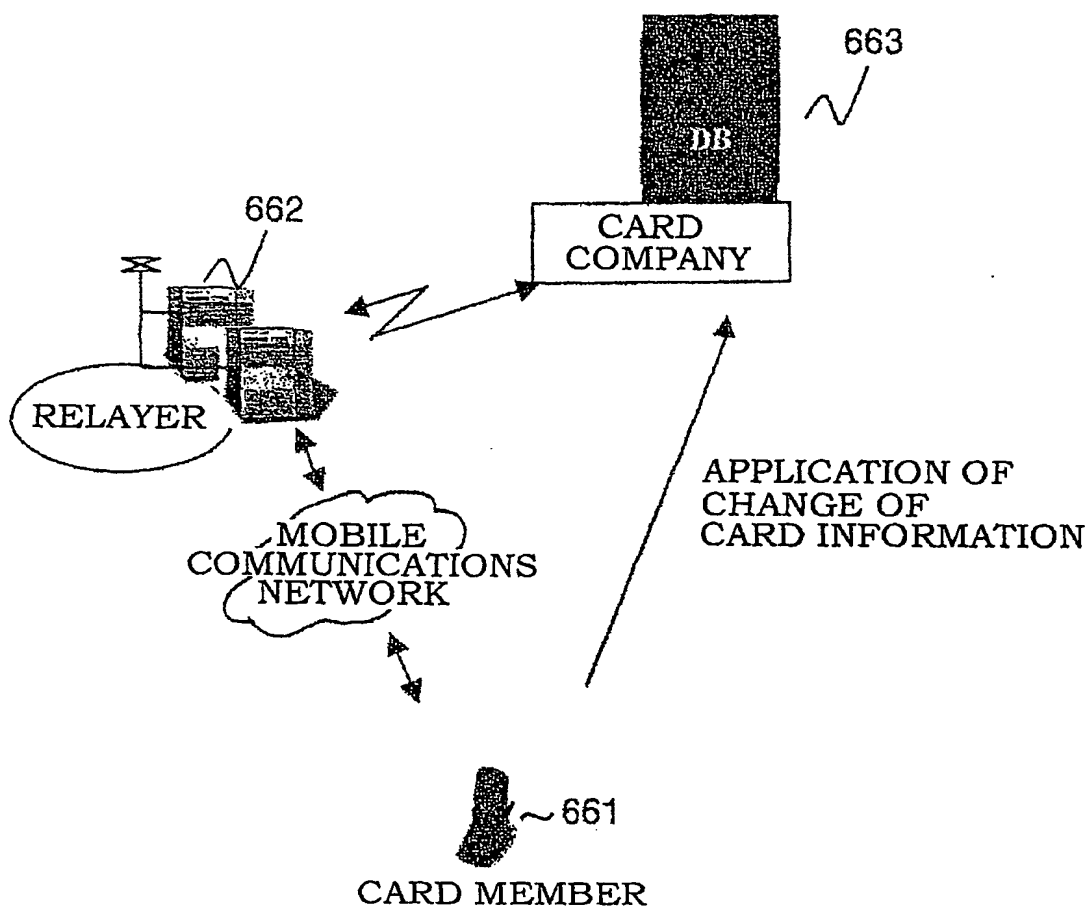 663
DB
CARD
COMPANY
662
RELAYER
APPLICATION OF
CHANGE OF
CARD INFORMATION
MOBILE
COMMUNICATIONS
NETWORK
661
CARD MEMBER